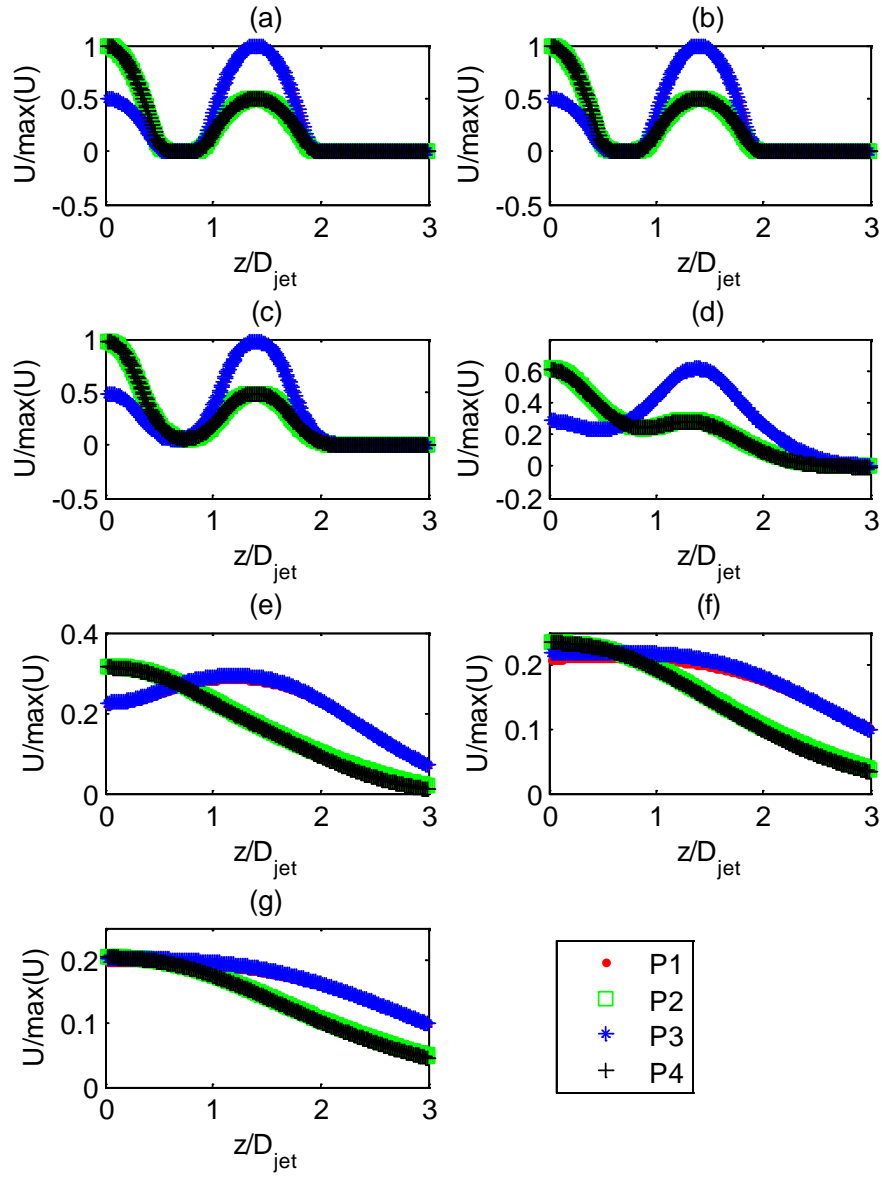 (a)
U/max(U)
1
0.5
0
-0.5
0 1 2 3
z/D_jet
(b)
U/max(U)
1
0.5
0
-0.5
0 1 2 3
z/D_jet
(c)
U/max(U)
1
0.5
0
-0.5
0 1 2 3
z/D_jet
(d)
U/max(U)
0.6
0.4
0.2
0
-0.2
0 1 2 3
z/D_jet
(e)
U/max(U)
0.4
0.2
0
0 1 2 3
z/D_jet
(f)
U/max(U)
0.2
0.1
0
0 1 2 3
z/D_jet
(g)
U/max(U)
0.2
0.1
0
0 1 2 3
z/D_jet
P1
P2
P3
P4